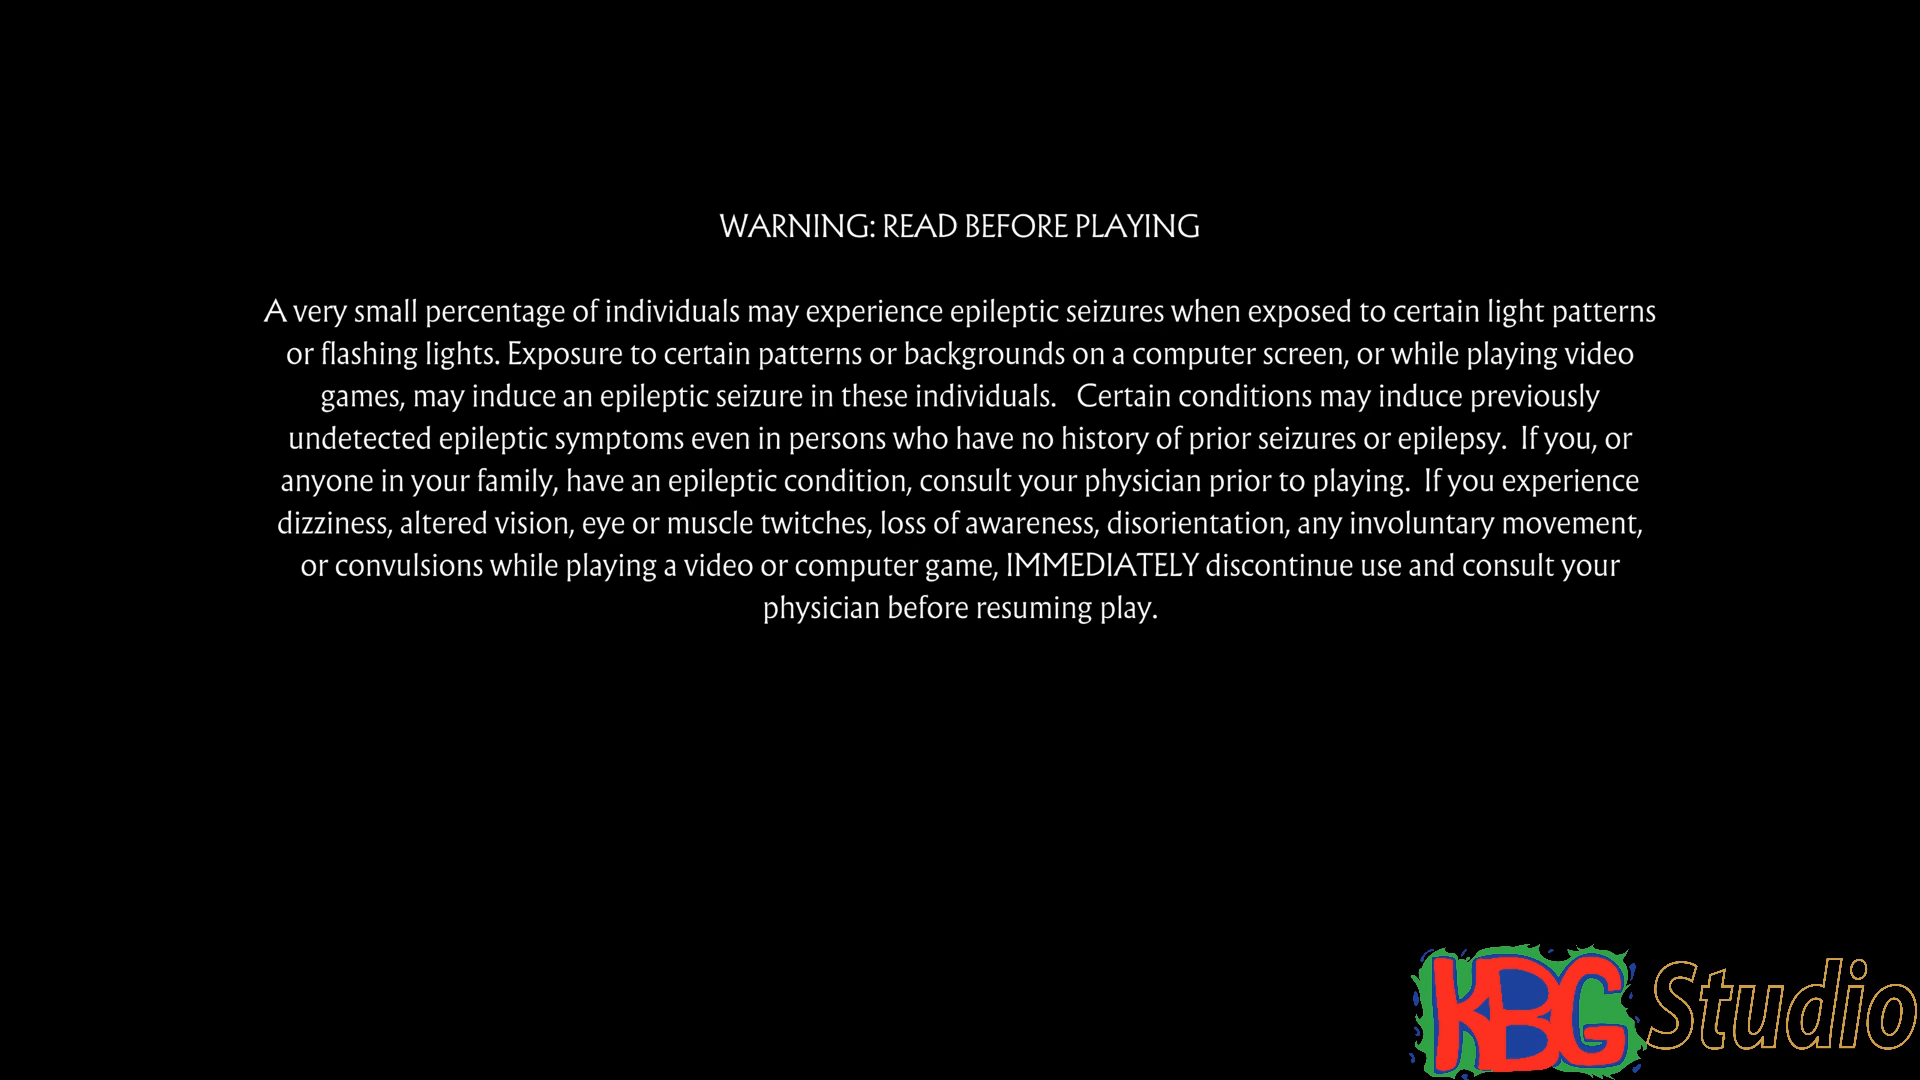 WARNING: READ BEFORE PLAYING
A very small percentage of individuals may experience epileptic seizures when exposed to certain light patterns
or flashing lights. Exposure to certain patterns or backgrounds on a computer screen, or while playing video
games, may induce an epileptic seizure in these individuals.   Certain conditions may induce previously
undetected epileptic symptoms even in persons who have no history of prior seizures or epilepsy.  If you, or
anyone in your family, have an epileptic condition, consult your physician prior to playing.  If you experience
dizziness, altered vision, eye or muscle twitches, loss of awareness, disorientation, any involuntary movement,
or convulsions while playing a video or computer game, IMMEDIATELY discontinue use and consult your
physician before resuming play.
KBG Studio